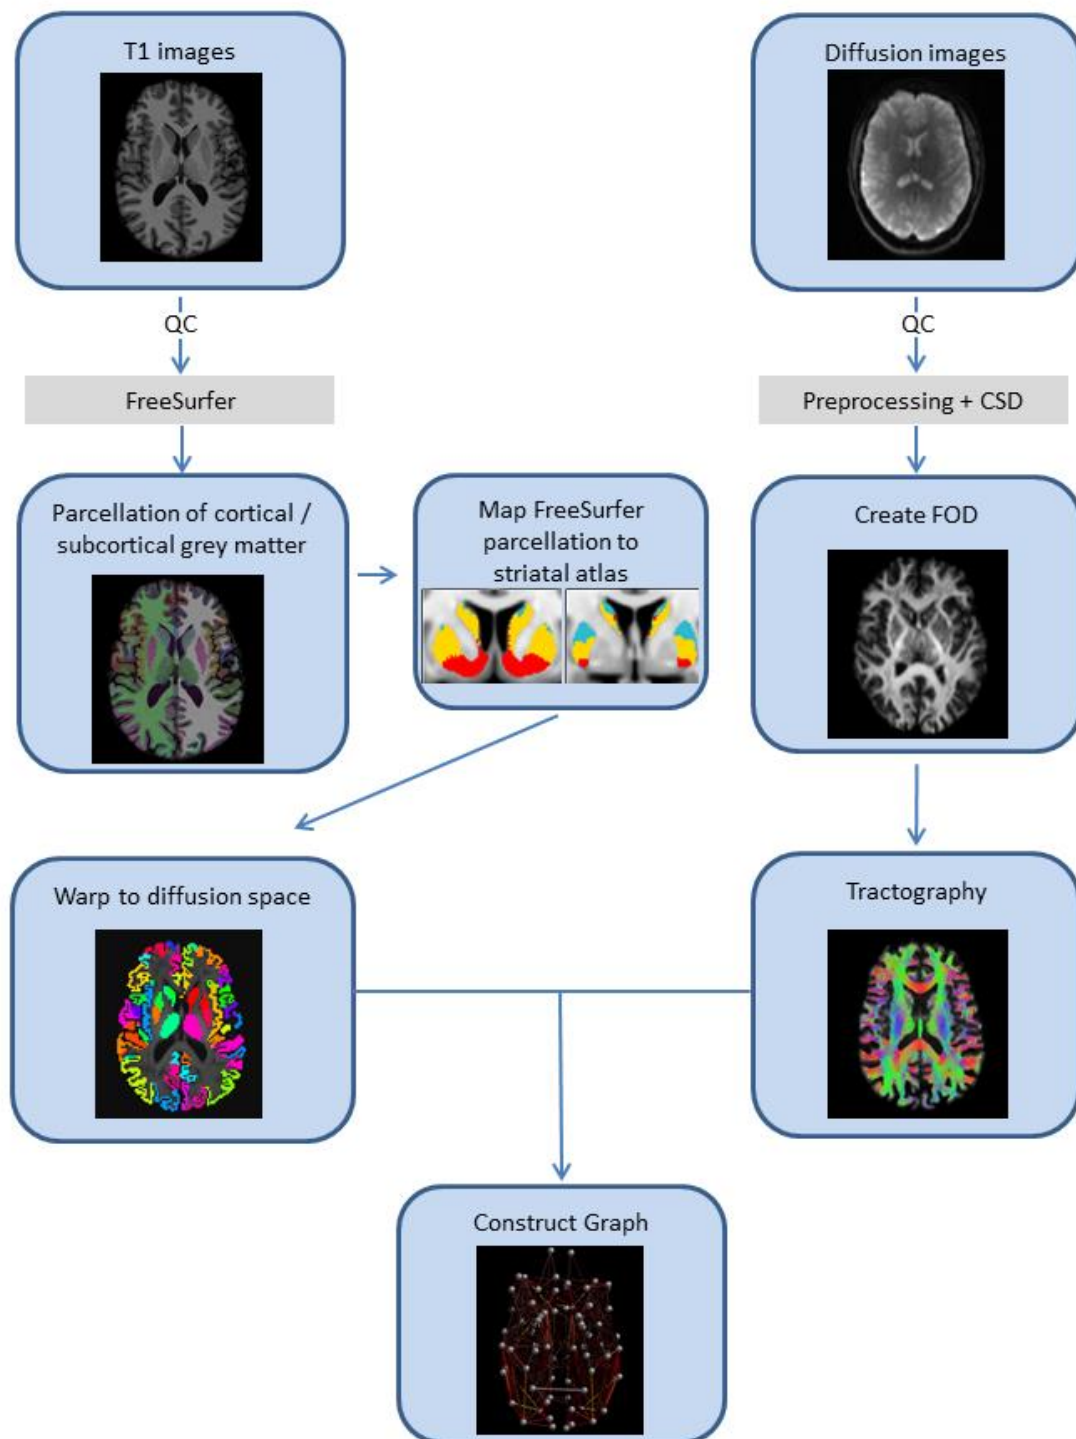 T1 images
Diffusion images
QC
QC
FreeSurfer
Preprocessing + CSD
Parcellation of cortical /
subcortical grey matter
Map FreeSurfer
parcellation to
striatal atlas
Create FOD
Warp to diffusion space
Tractography
Construct Graph